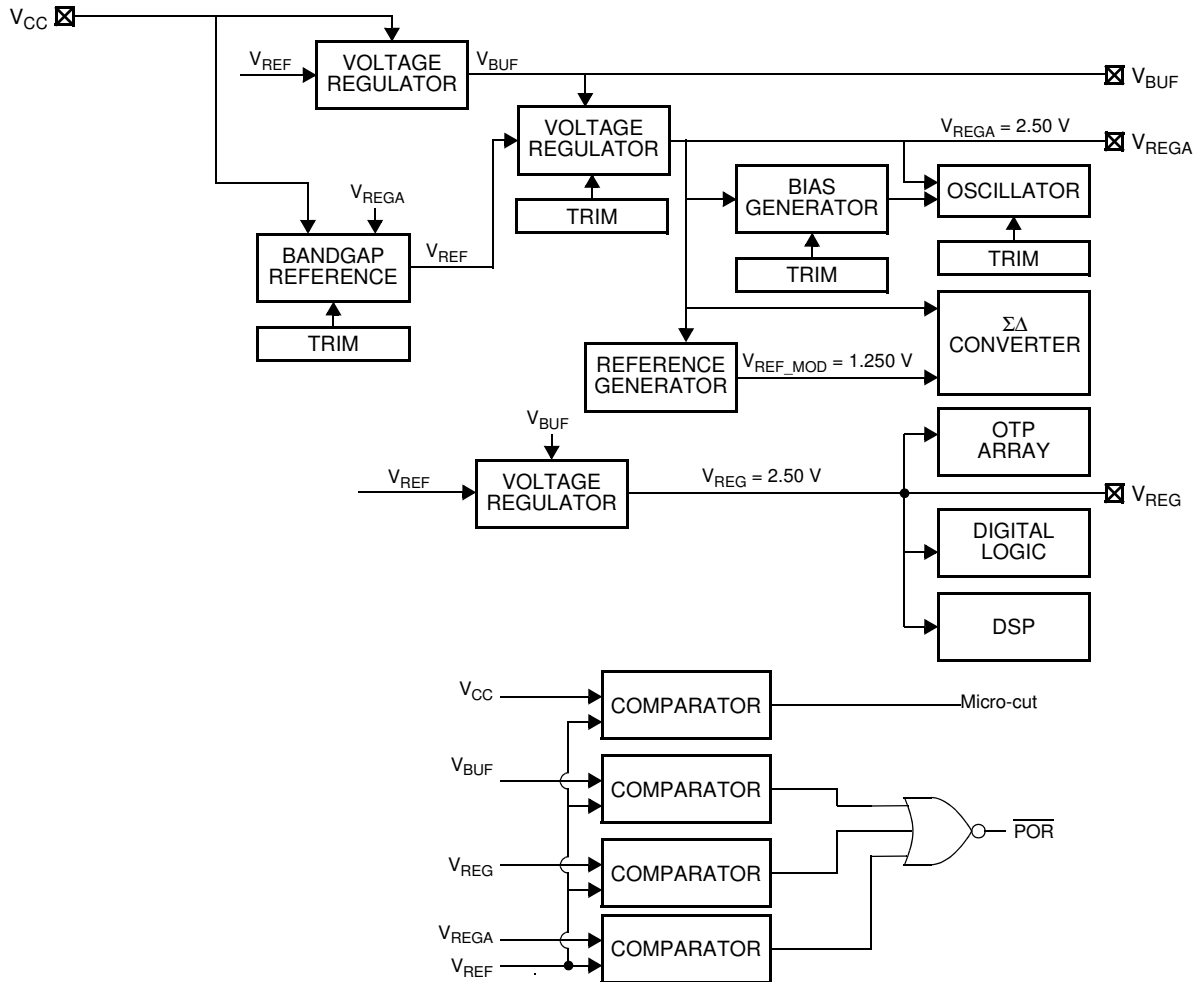 VCC
VREF
VOLTAGE
REGULATOR
VBUF
VBUF
VOLTAGE
REGULATOR
VREGA = 2.50 V
VREGA
TRIM
BIAS
GENERATOR
OSCILLATOR
TRIM
TRIM
VREGA
BANDGAP
REFERENCE
VREF
TRIM
REFERENCE
GENERATOR
VREF_MOD = 1.250 V
ΣΔ
CONVERTER
VBUF
VREF
VOLTAGE
REGULATOR
VREG = 2.50 V
OTP
ARRAY
VREG
DIGITAL
LOGIC
DSP
VCC
COMPARATOR
Micro-cut
VBUF
COMPARATOR
POR
VREG
COMPARATOR
VREGA
COMPARATOR
VREF